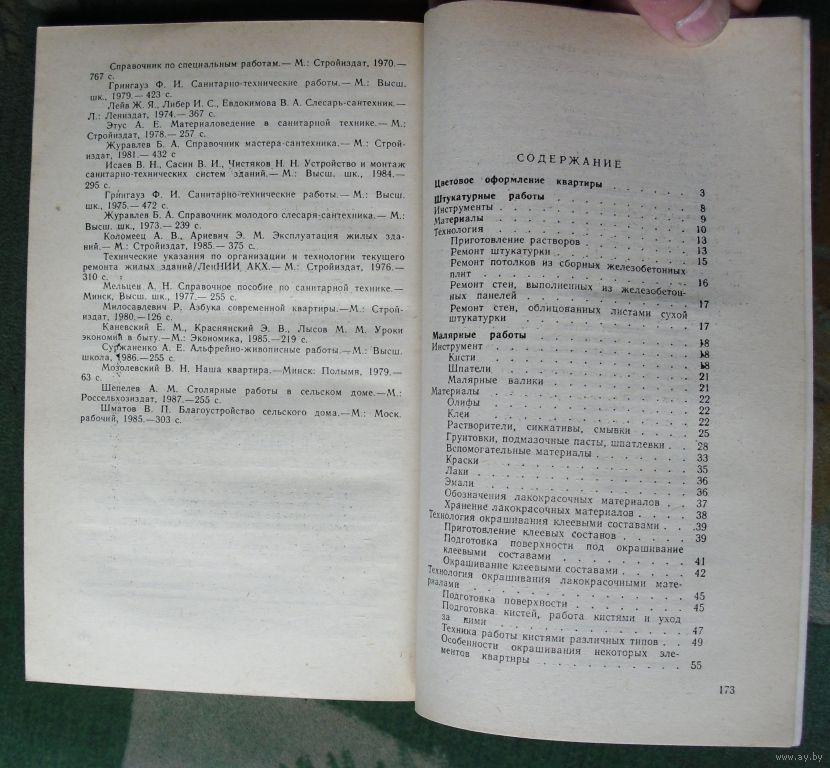 Справочник по специальным работам.— М.: Стройиздат, 1970.—
767 с.
Грингауз Ф. И. Санитарно-технические работы.— М.: Высш.
шк., 1979.— 423 с.
Лейв Ж. Я., Либер И. С., Евдокимова В. А. Слесарь-сантехник.—
Л.: Лениздат, 1974.— 367 с.
Этус А. Е. Материаловедение в санитарной технике.— М.:
Стройиздат, 1978.— 257 с.
Журавлев Б. А. Справочник мастера-сантехника.— М.: Строй-
издат, 1981.— 432 с
Исаев В. Н., Сасин В. И., Чистяков Н. Н. Устройство и монтаж
санитарно-технических систем зданий.— М.: Высш. шк., 1984.—
295 с.
Грингауз Ф. И. Санитарно-технические работы.— М.: Высш.
шк., 1975.— 472 с.
Журавлев Б. А. Справочник молодого слесаря-сантехника.— М.:
Высш. шк., 1973.— 239 с.
Коломеец А. В., Ариевич Э. М. Эксплуатация жилых зда-
ний.— М.: Стройиздат, 1985.— 375 с.
Технические указания по организации и технологии текущего
ремонта жилых зданий/ЛенНИИ АКХ.— М.: Стройиздат, 1976.—
310 с.
Мельцев А. Н. Справочное пособие по санитарной технике.—
Минск, Высш. шк., 1977.— 255 с.
Милосавлевич Р. Азбука современной квартиры.— М.: Строй-
издат, 1980.—126 с.
Каневский Е. М., Краснянский Э. В., Лысов М. М. Уроки
экономии в быту.— М.: Экономика, 1985.—219 с.
Суржаненко А. Е. Альфрейно-живописные работы.— М.: Высш.
школа, 1986.—255 с.
Мозолевский В. Н. Наша квартира.—Минск: Полымя, 1979.—
63 с.
Шепелев А. М. Столярные работы в сельском доме.—М.:
Россельхозиздат, 1987.—255 с.
Шматов В. П. Благоустройство сельского дома.—М.: Моск.
рабочий, 1985.—303 с.
СОДЕРЖАНИЕ
Цветовое оформление квартиры . . . . . 3
Штукатурные работы . . . . . . . 8
Инструменты . . . . . . . . . 9
Материалы . . . . . . . . . 10
Технология . . . . . . . . . 13
Приготовление растворов . . . . . 13
Ремонт штукатурки . . . . . . 15
Ремонт потолков из сборных железобетонных
плит . . . . . . . . . 16
Ремонт стен, выполненных из железобетон-
ных панелей . . . . . . . . 17
Ремонт стен, облицованных листами сухой
штукатурки . . . . . . . . 17
Малярные работы . . . . . . . 18
Инструмент . . . . . . . . . 18
Кисти . . . . . . . . . 18
Шпатели . . . . . . . . 21
Малярные валики . . . . . . 21
Материалы . . . . . . . . . 22
Олифы . . . . . . . . . 22
Клеи . . . . . . . . . 22
Растворители, сиккативы, смывки . . . . 25
Грунтовки, подмазочные пасты, шпатлевки . . 28
Вспомогательные материалы . . . . . 33
Краски . . . . . . . . . 35
Лаки . . . . . . . . . 36
Эмали . . . . . . . . . 36
Обозначения лакокрасочных материалов . . 37
Хранение лакокрасочных материалов . . . 38
Технология окрашивания клеевыми составами . . 39
Приготовление клеевых составов . . . . 39
Подготовка поверхности под окрашивание
клеевыми составами . . . . . . 41
Окрашивание клеевыми составами . . . . 42
Технология окрашивания лакокрасочными мате-
риалами . . . . . . . . . 45
Подготовка поверхности . . . . . . 45
Подготовка кистей, работа кистями и уход
за ними . . . . . . . . 47
Техника работы кистями различных типов . . 49
Особенности окрашивания некоторых эле-
ментов квартиры . . . . . . . 55
173
www.ay.by